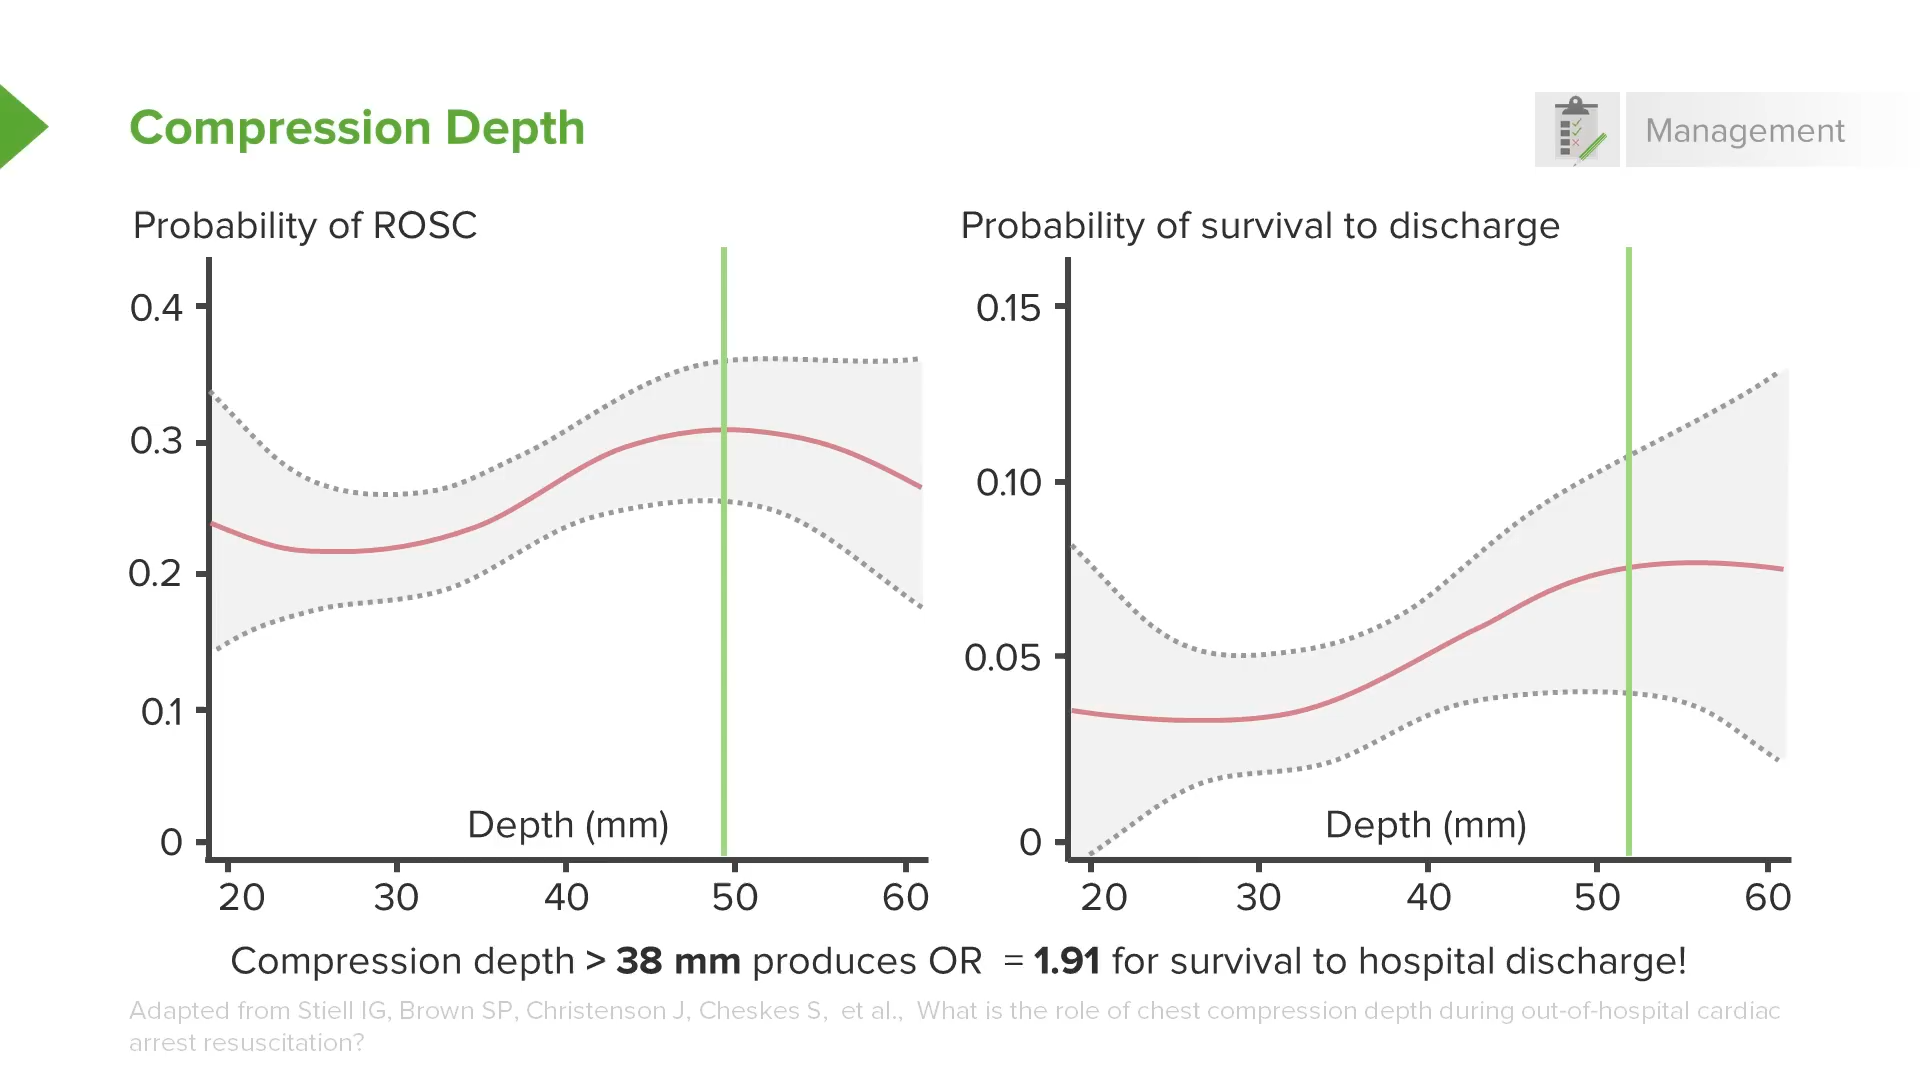 Compression Depth
Management
Probability of ROSC
0.4
0.3
0.2
0.1
0
Depth (mm)
20 30 40 50 60
Probability of survival to discharge
0.15
0.10
0.05
0
Depth (mm)
20 30 40 50 60
Compression depth > 38 mm produces OR = 1.91 for survival to hospital discharge!
Adapted from Stiell IG, Brown SP, Christenson J, Cheskes S, et al., What is the role of chest compression depth during out-of-hospital cardiac
arrest resuscitation?